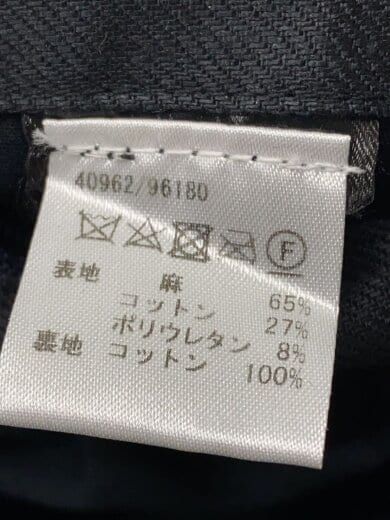 40962/96180
F
表地 麻 65%
コットン 27%
ポリウレタン 8%
裏地 コットン 100%